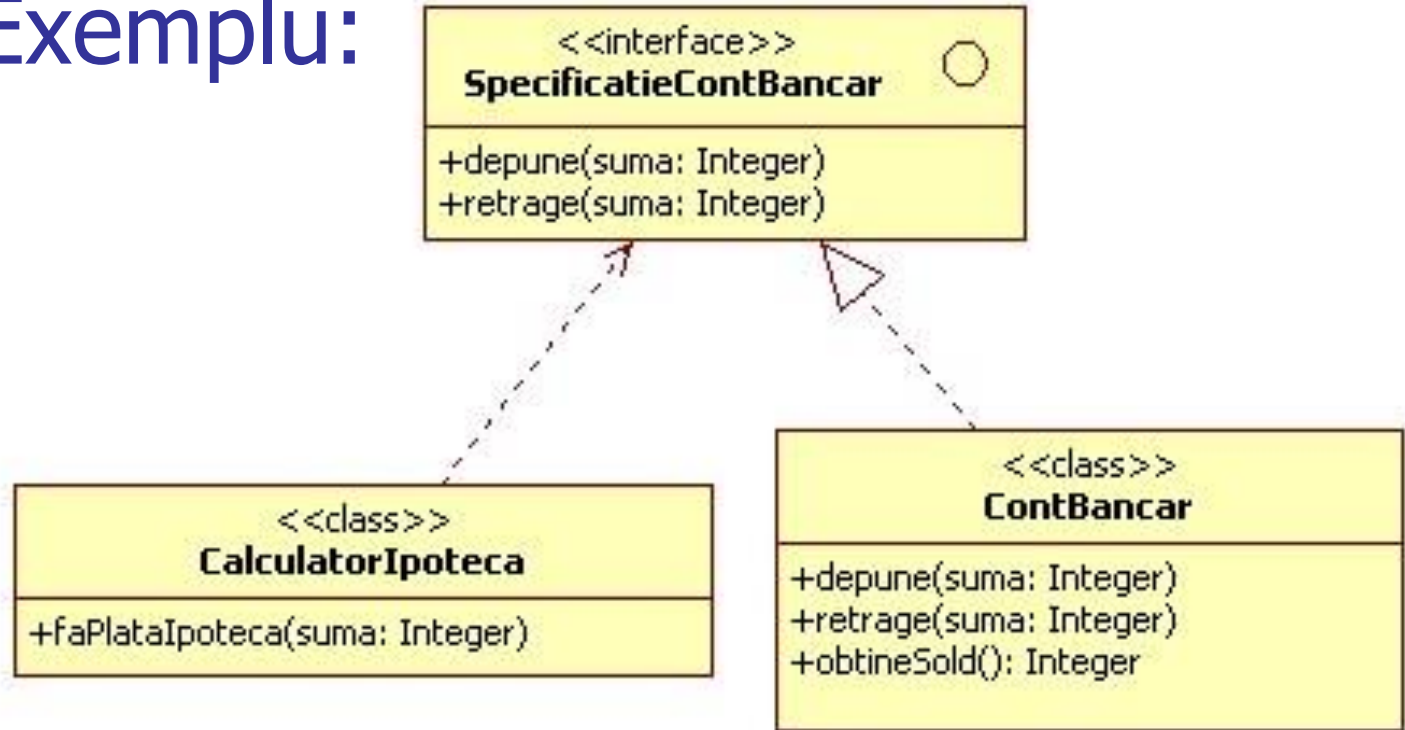 Exemplu:
<<interface>>
SpecificatieContBancar
+depune(suma: Integer)
+retrage(suma: Integer)
<<class>>
CalculatorIpoteca
+faPlataIpoteca(suma: Integer)
<<class>>
ContBancar
+depune(suma: Integer)
+retrage(suma: Integer)
+obtineSold(): Integer